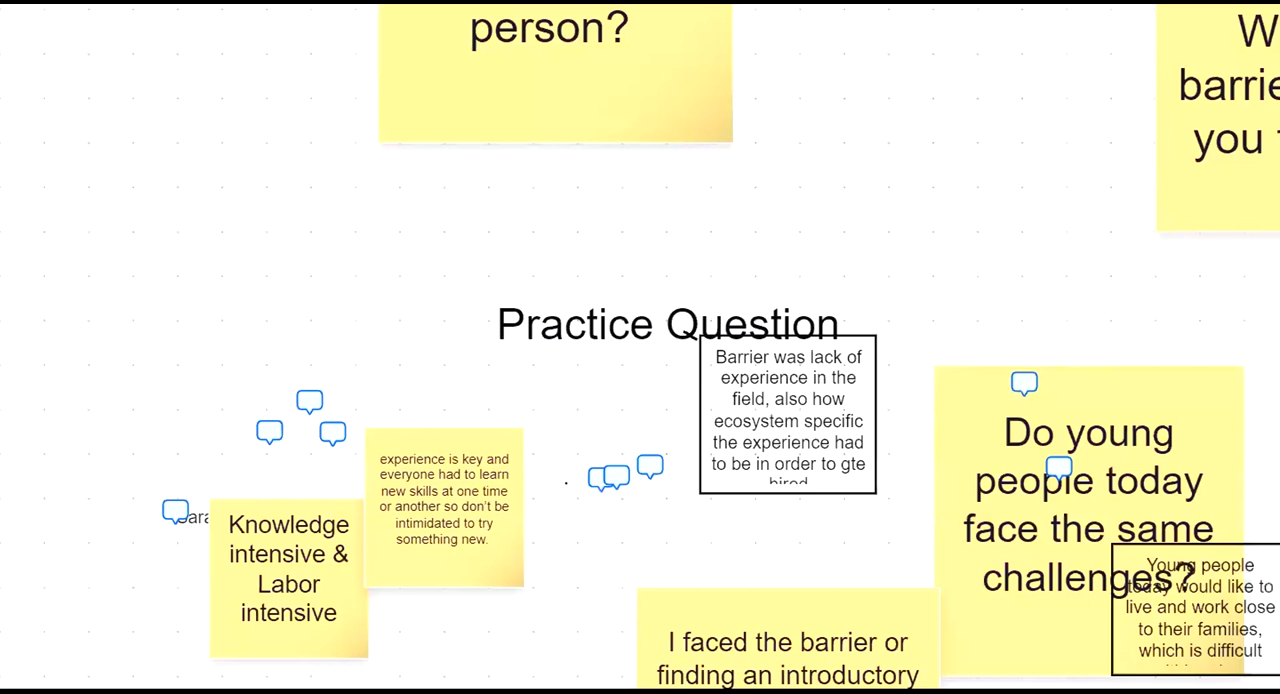 person?
W
barrie
you
Practice Question
Barrier was lack of
experience in the
field, also how
ecosystem specific
the experience had
to be in order to gte
hired
experience is key and
everyone had to learn
new skills at one time
or another so don't be
intimidated to try
something new.
Knowledge
intensive &
Labor
intensive
Do young
people today
face the same
challenges?
Young people
today would like to
live and work close
to their families,
which is difficult
I faced the barrier or
finding an introductory